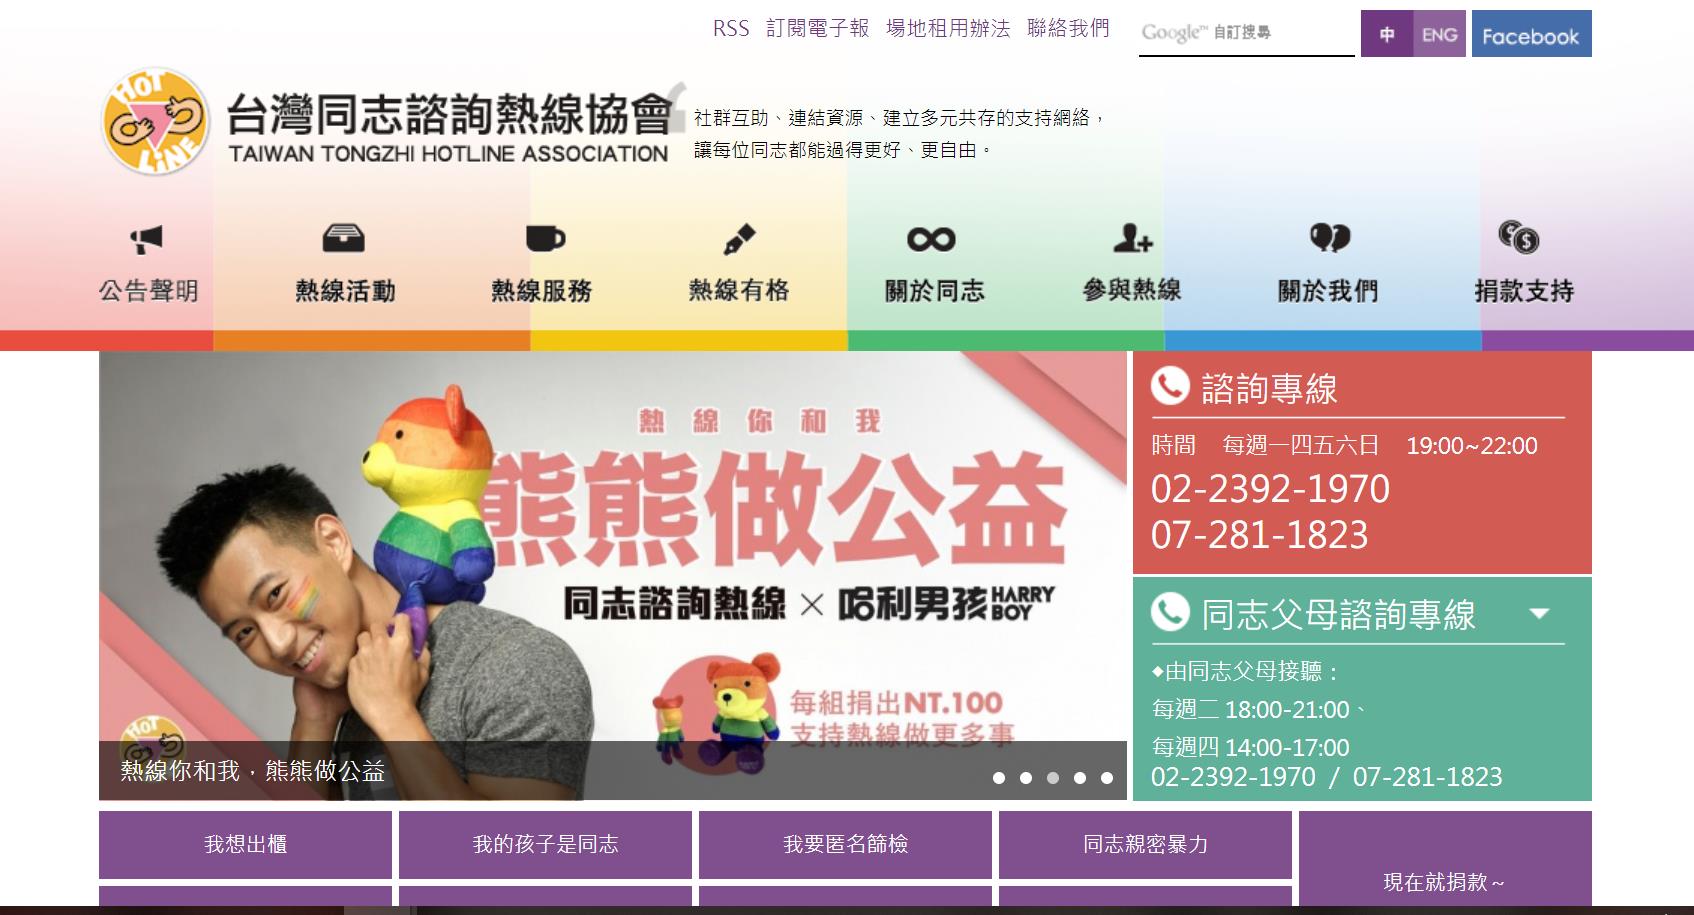 RSS 訂閱電子報 場地租用辦法 聯絡我們
Google™ 自訂搜尋
中 ENG Facebook
HOT LINE
台灣同志諮詢熱線協會
TAIWAN TONGZHI HOTLINE ASSOCIATION
社群互助、連結資源、建立多元共存的支持網絡，
讓每位同志都能過得更好、更自由。
公告聲明 熱線活動 熱線服務 熱線有格 關於同志 參與熱線 關於我們 捐款支持
熱線你和我
熊熊做公益
同志諮詢熱線 × 哈利男孩 HARRY BOY
每組捐出NT.100
支持熱線做更多事
HOT
熱線你和我，熊熊做公益
諮詢專線
時間 每週一四五六日 19:00~22:00
02-2392-1970
07-281-1823
同志父母諮詢專線
◆由同志父母接聽：
每週二 18:00-21:00、
每週四 14:00-17:00
02-2392-1970 / 07-281-1823
我想出櫃 我的孩子是同志 我要匿名篩檢 同志親密暴力
現在就捐款~